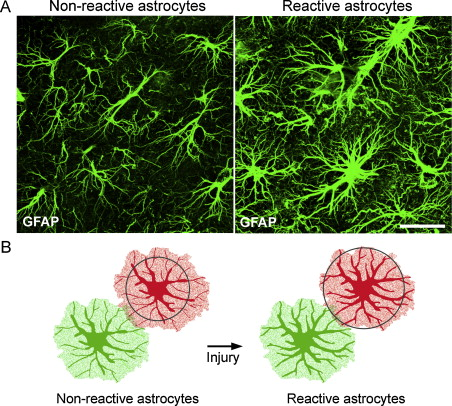 A
Non-reactive astrocytes
Reactive astrocytes
GFAP
GFAP
B
Injury
Non-reactive astrocytes
Reactive astrocytes